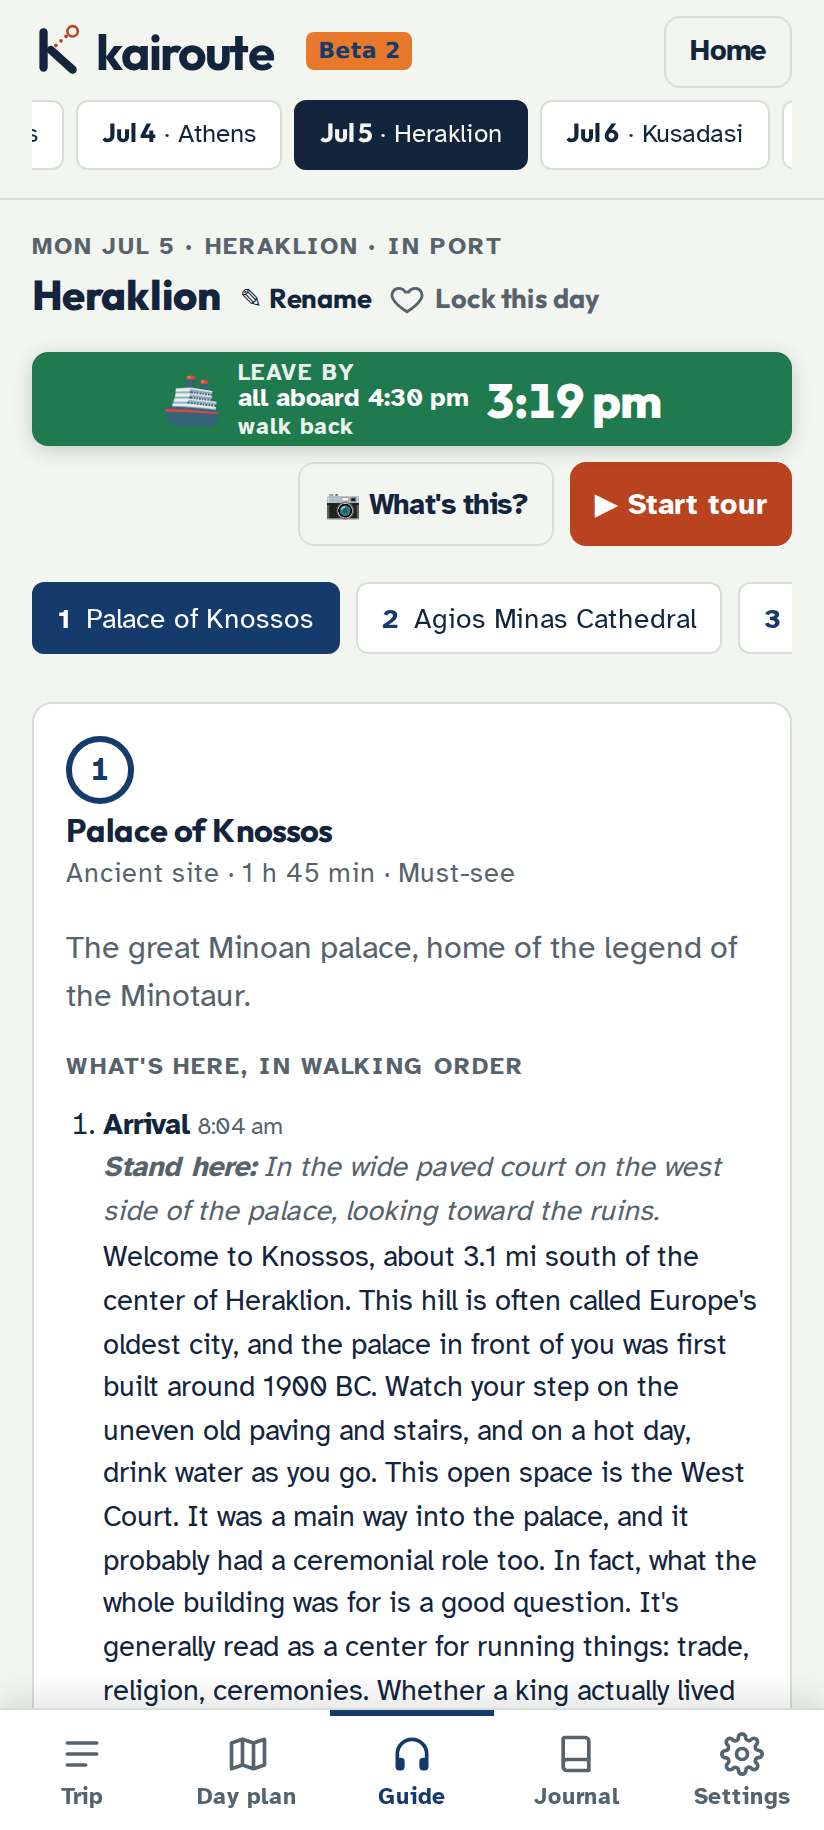 kairoute
Beta 2
Home
s
Jul 4 · Athens
Jul 5 · Heraklion
Jul 6 · Kusadasi
MON JUL 5 · HERAKLION · IN PORT
Heraklion
✎ Rename
Lock this day
LEAVE BY
all aboard 4:30 pm
walk back
3:19 pm
What's this?
▶ Start tour
1 Palace of Knossos
2 Agios Minas Cathedral
3
1
Palace of Knossos
Ancient site · 1 h 45 min · Must-see
The great Minoan palace, home of the legend of
the Minotaur.
WHAT'S HERE, IN WALKING ORDER
1. Arrival 8:04 am
Stand here: In the wide paved court on the west
side of the palace, looking toward the ruins.
Welcome to Knossos, about 3.1 mi south of the
center of Heraklion. This hill is often called Europe's
oldest city, and the palace in front of you was first
built around 1900 BC. Watch your step on the
uneven old paving and stairs, and on a hot day,
drink water as you go. This open space is the West
Court. It was a main way into the palace, and it
probably had a ceremonial role too. In fact, what the
whole building was for is a good question. It's
generally read as a center for running things: trade,
religion, ceremonies. Whether a king actually lived
Trip
Day plan
Guide
Journal
Settings